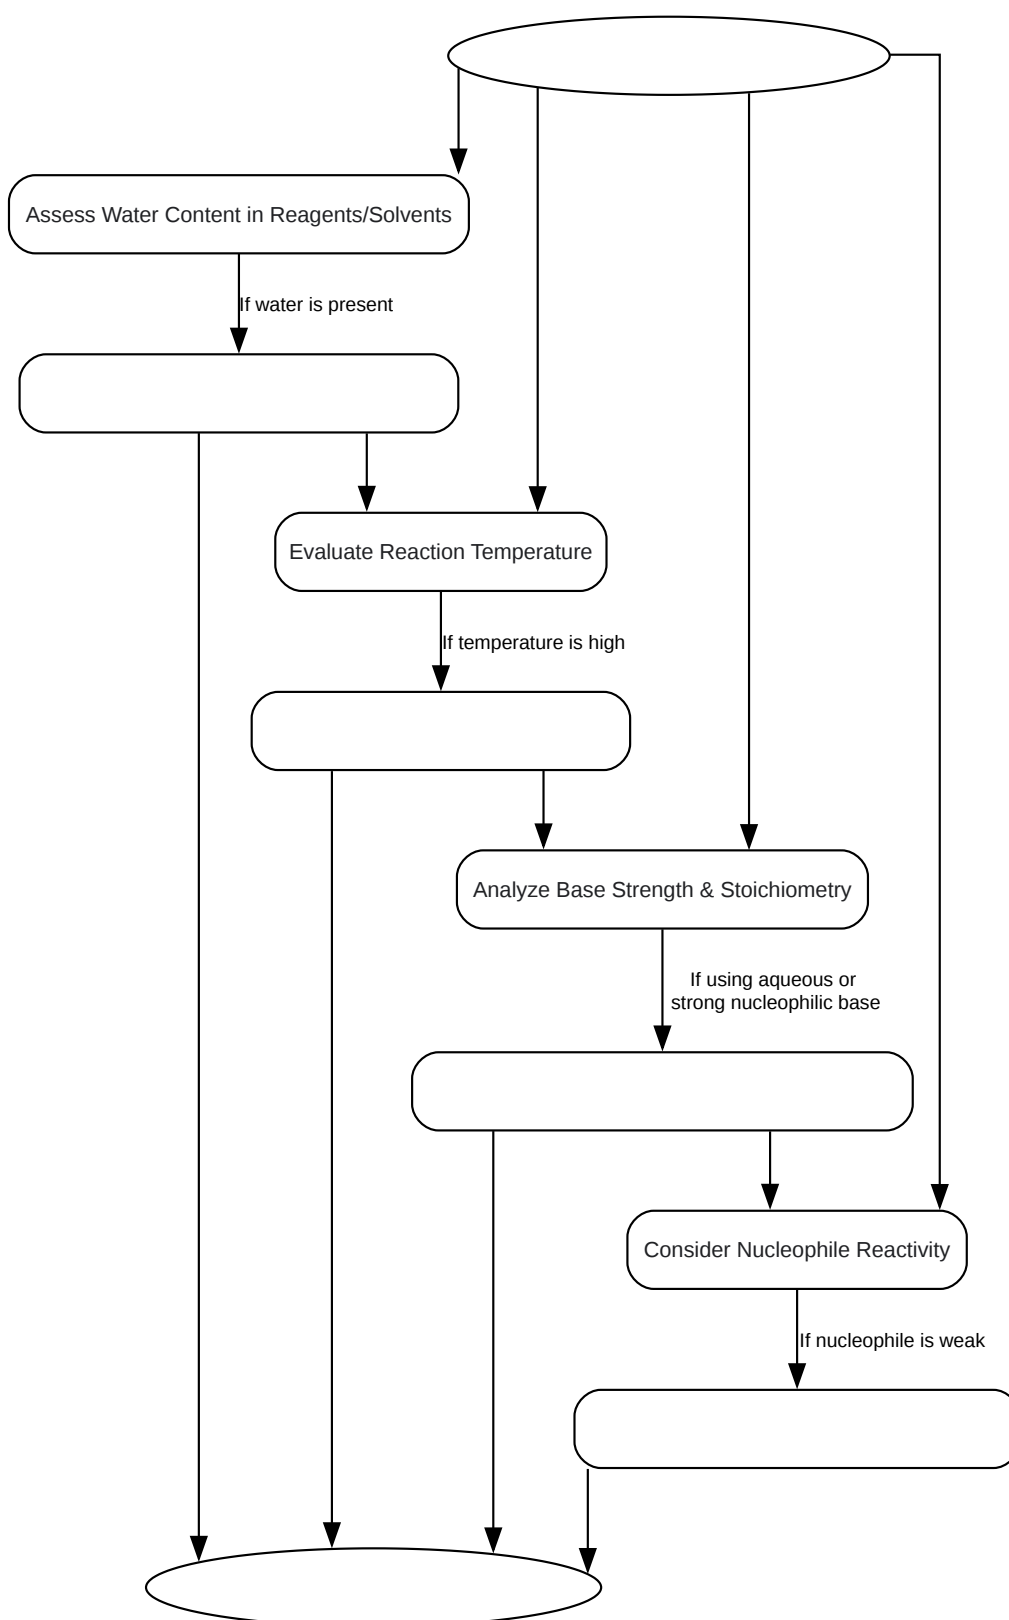 Assess Water Content in Reagents/Solvents
If water is present
Evaluate Reaction Temperature
If temperature is high
Analyze Base Strength & Stoichiometry
If using aqueous or
strong nucleophilic base
Consider Nucleophile Reactivity
If nucleophile is weak